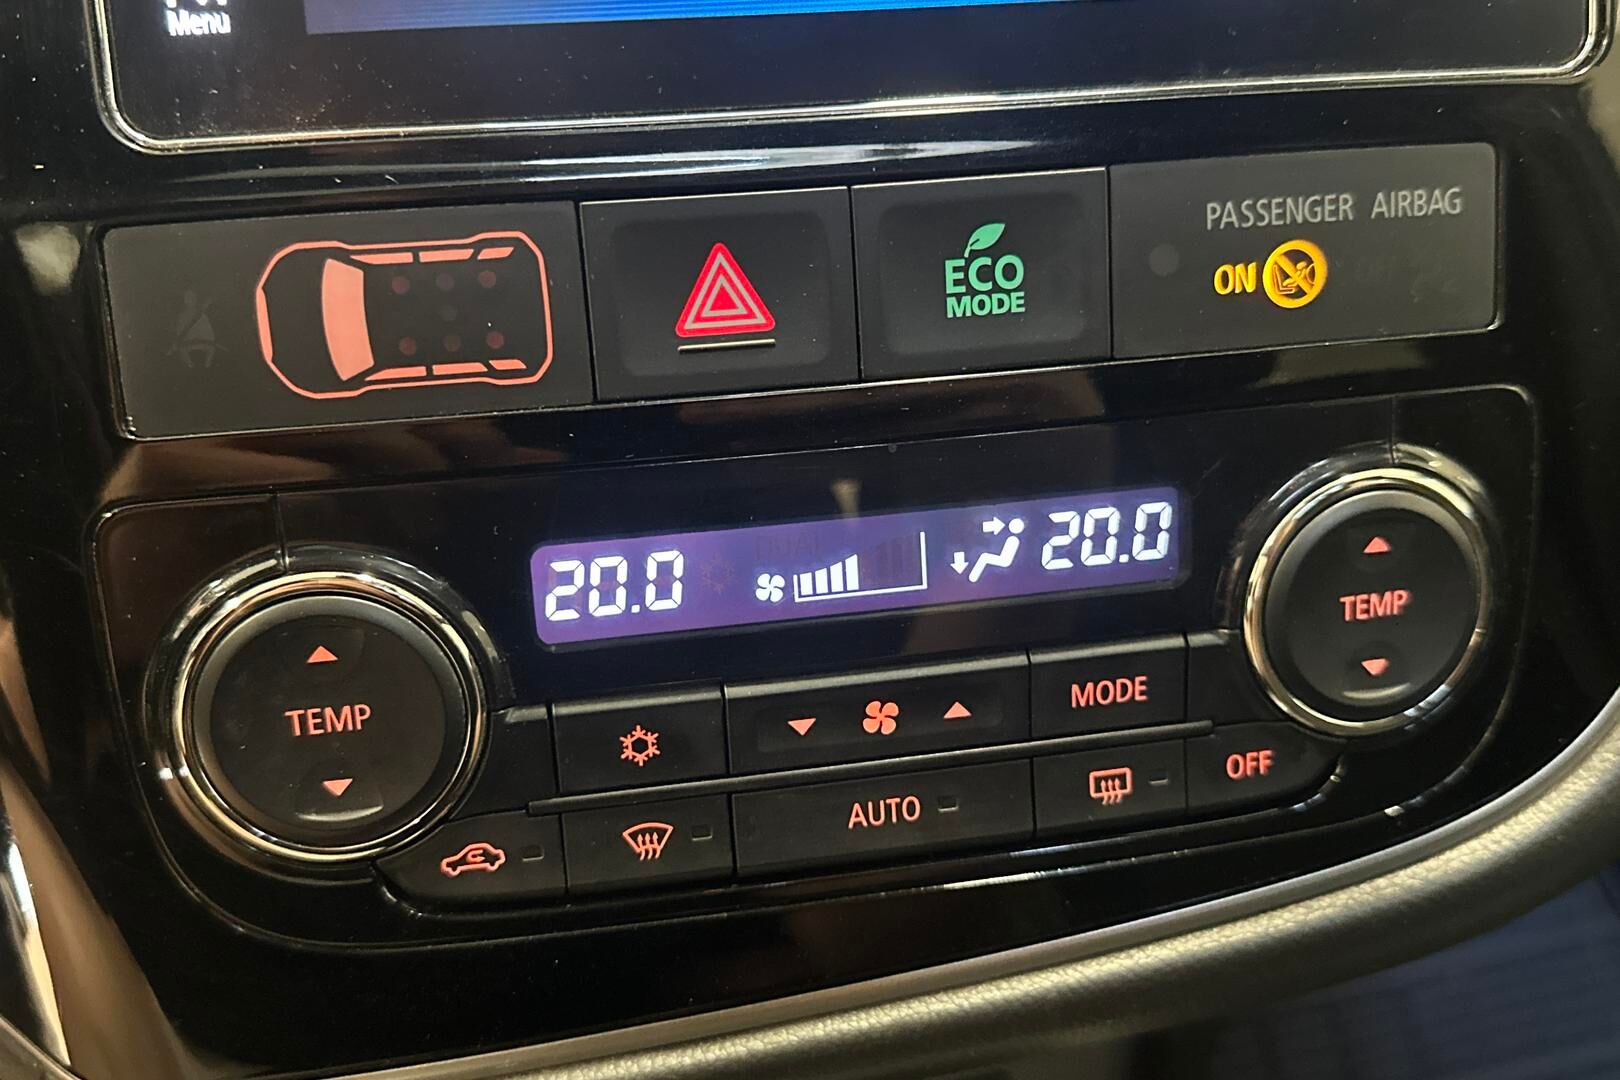 Menu
PASSENGER AIRBAG
ECO
MODE
ON
20.0
20.0
TEMP
TEMP
MODE
AUTO
OFF